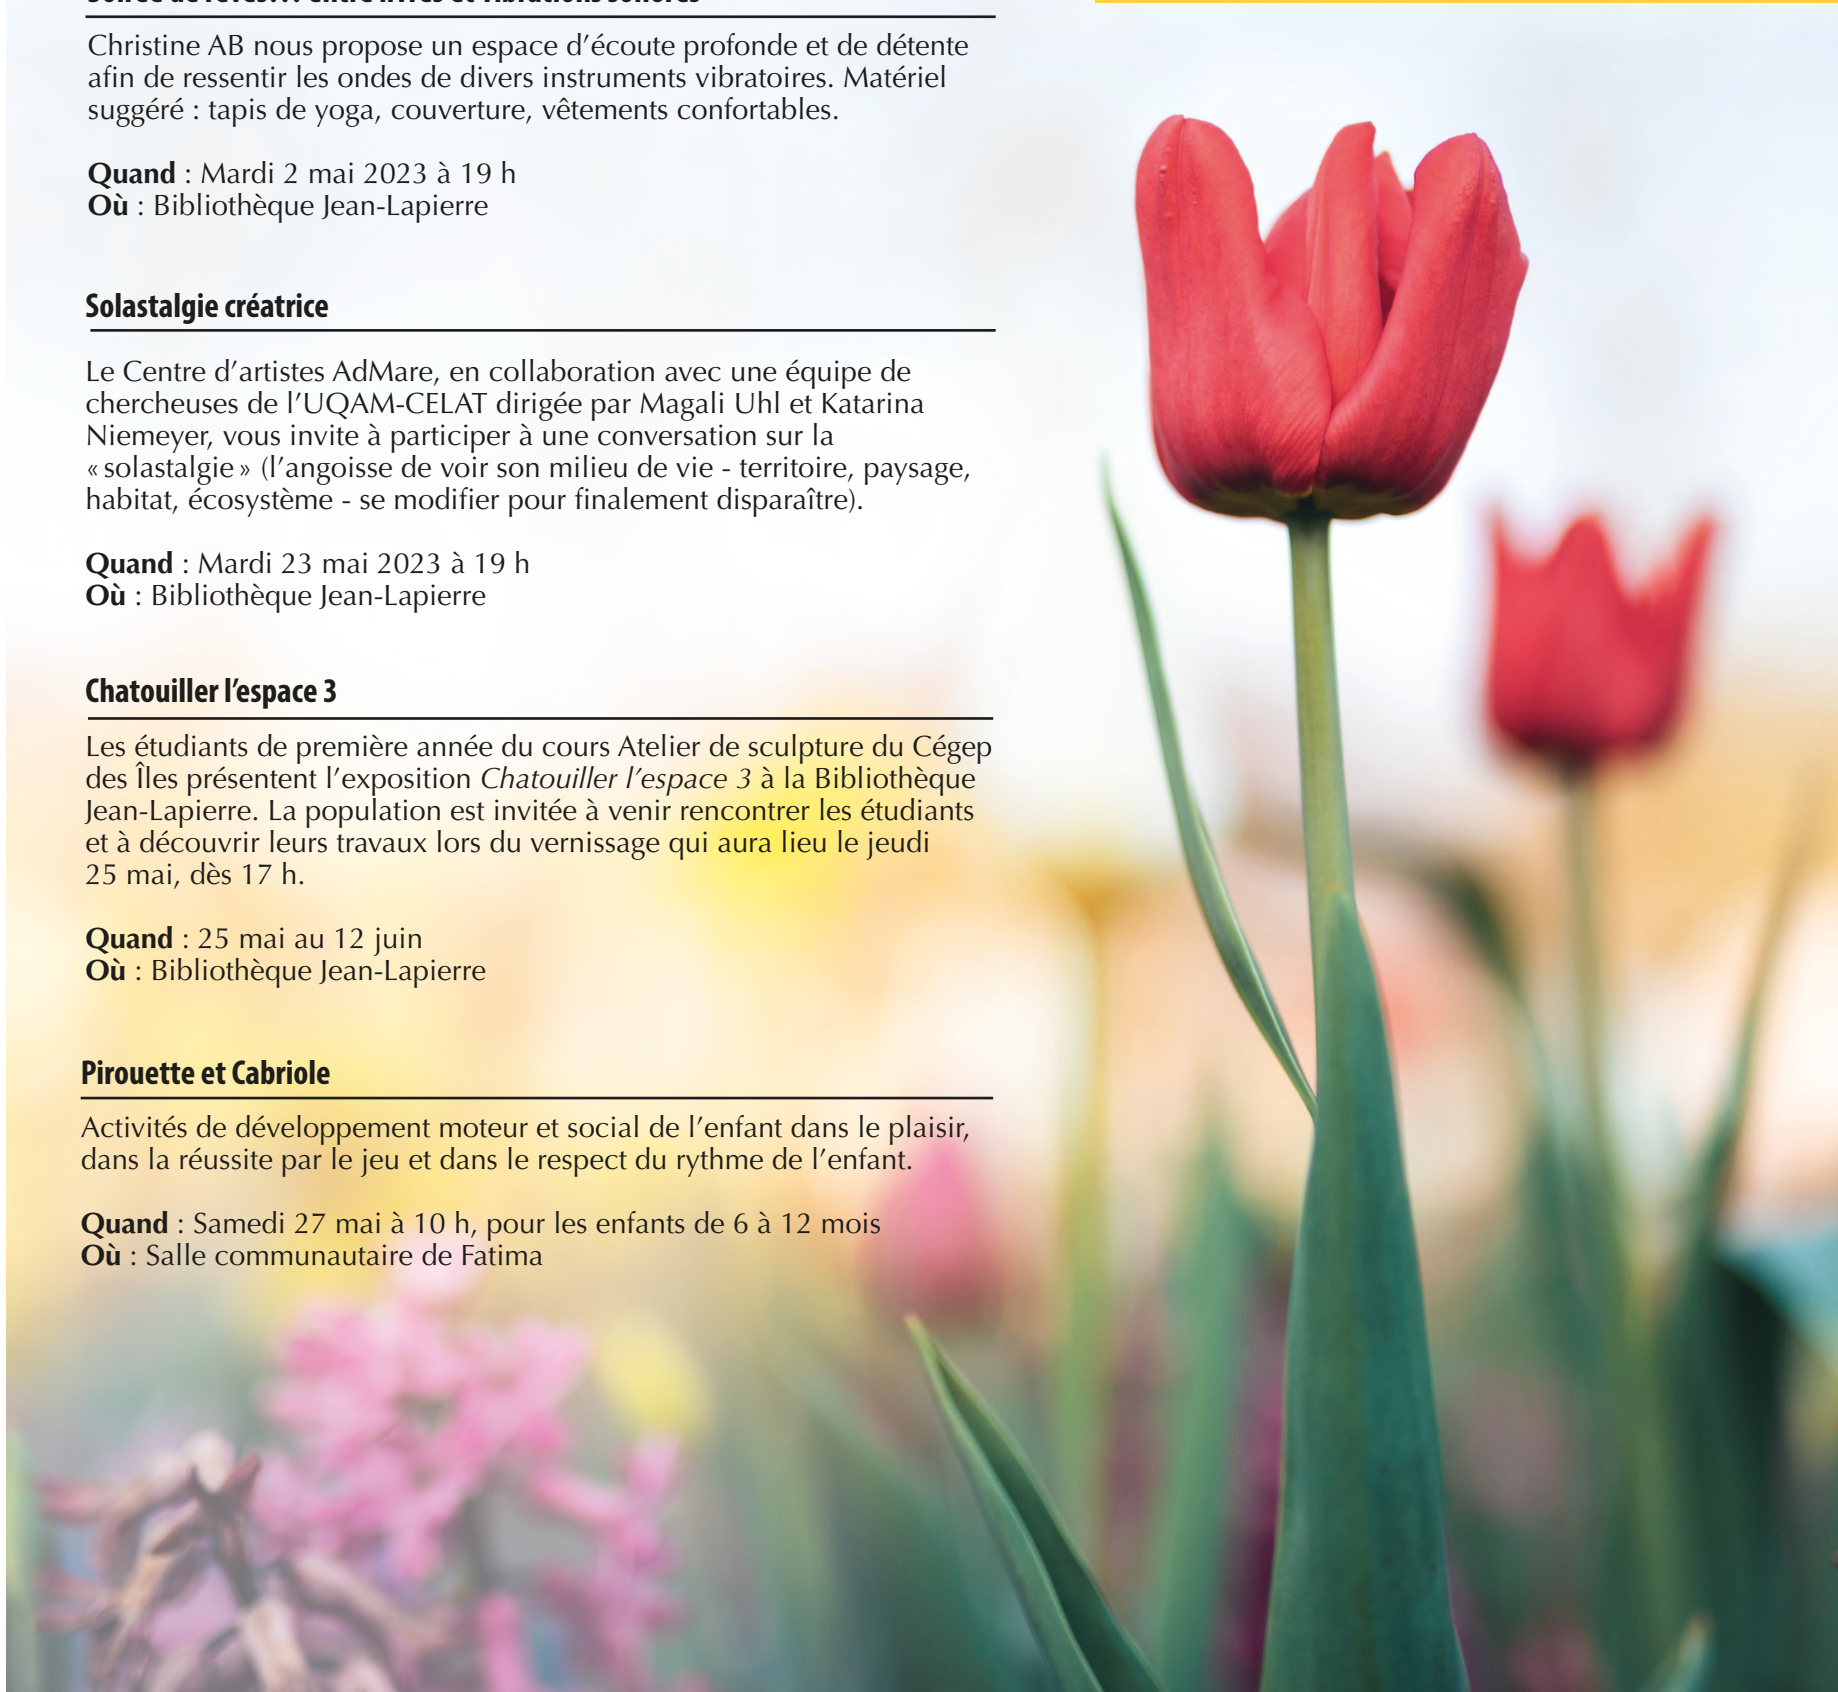 Soirée de rêves... entre livres et vibrations sonores
Christine AB nous propose un espace d’écoute profonde et de détente
afin de ressentir les ondes de divers instruments vibratoires. Matériel
suggéré : tapis de yoga, couverture, vêtements confortables.
Quand : Mardi 2 mai 2023 à 19 h
Où : Bibliothèque Jean-Lapierre
Solastalgie créatrice
Le Centre d’artistes AdMare, en collaboration avec une équipe de
chercheuses de l’UQAM-CELAT dirigée par Magali Uhl et Katarina
Niemeyer, vous invite à participer à une conversation sur la
« solastalgie » (l’angoisse de voir son milieu de vie - territoire, paysage,
habitat, écosystème - se modifier pour finalement disparaître).
Quand : Mardi 23 mai 2023 à 19 h
Où : Bibliothèque Jean-Lapierre
Chatouiller l’espace 3
Les étudiants de première année du cours Atelier de sculpture du Cégep
des Îles présentent l’exposition Chatouiller l’espace 3 à la Bibliothèque
Jean-Lapierre. La population est invitée à venir rencontrer les étudiants
et à découvrir leurs travaux lors du vernissage qui aura lieu le jeudi
25 mai, dès 17 h.
Quand : 25 mai au 12 juin
Où : Bibliothèque Jean-Lapierre
Pirouette et Cabriole
Activités de développement moteur et social de l’enfant dans le plaisir,
dans la réussite par le jeu et dans le respect du rythme de l’enfant.
Quand : Samedi 27 mai à 10 h, pour les enfants de 6 à 12 mois
Où : Salle communautaire de Fatima